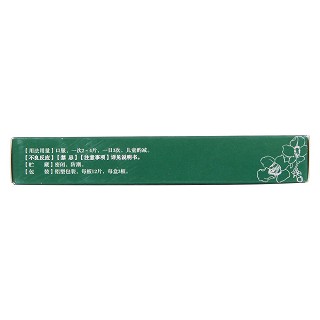 【用法用量】口服，一次2～4片，一日3次，儿童酌减。
【不良反应】【禁 忌】【注意事项】详见说明书。
【贮 藏】密闭，防潮。
【包 装】铝塑包装，每板12片，每盒3板。